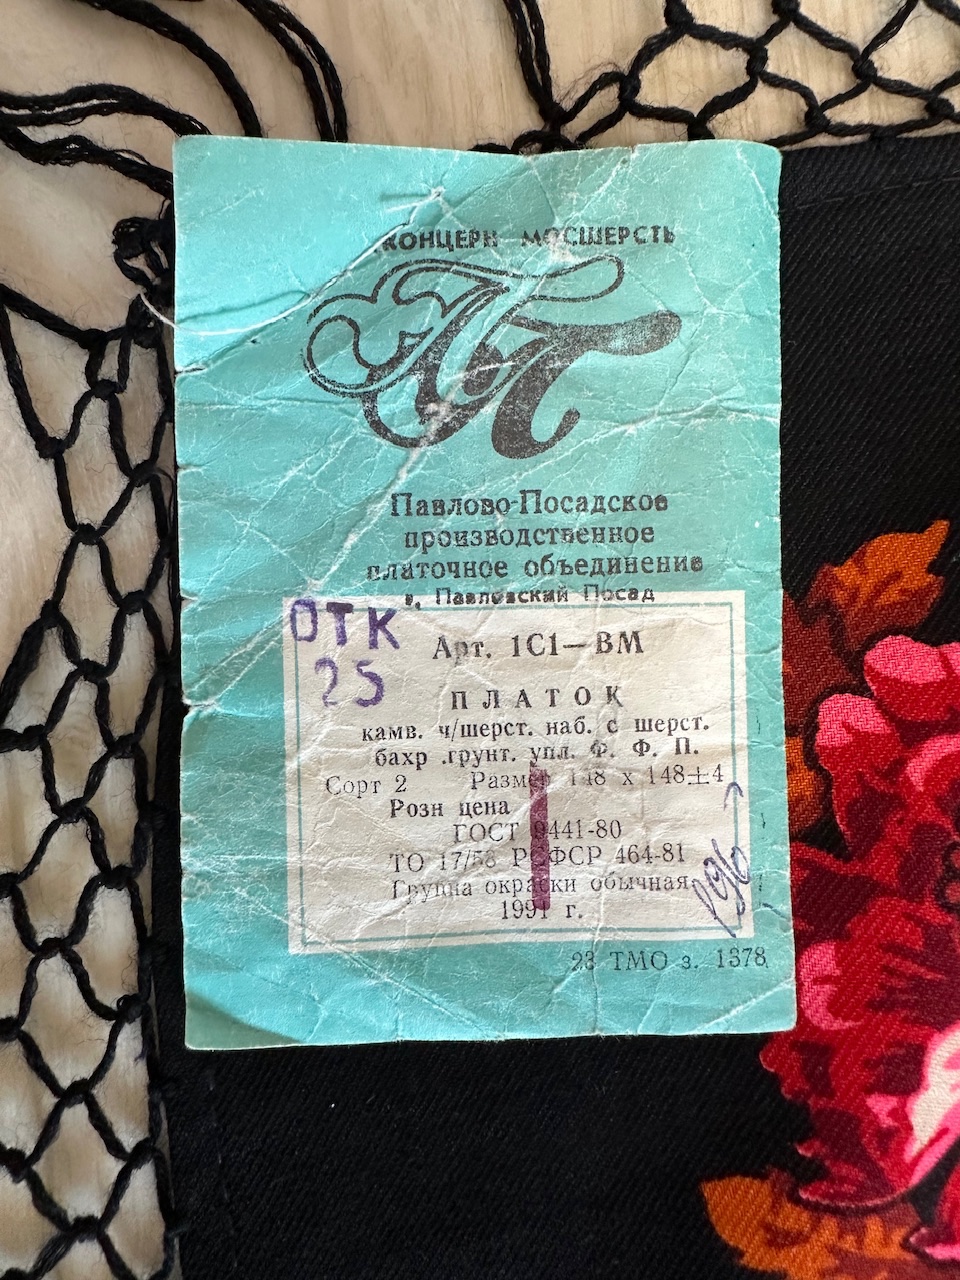 КОНЦЕРН МОСШЕРСТЬ
Павлово-Посадское
производственное
платочное объединение
г. Павловский Посад
ОТК
25
Арт. 1С1—ВМ
ПЛАТОК
камв. ч/шерст. наб. с шерст.
бахр .грунт. упл. Ф. Ф. П.
Сорт 2 Размер 148 х 148±4
Розн цена
ГОСТ 9441-80
ТО 17/58 РСФСР 464-81
Группа окраски обычная
1991 г.
23 ТМО з. 1378